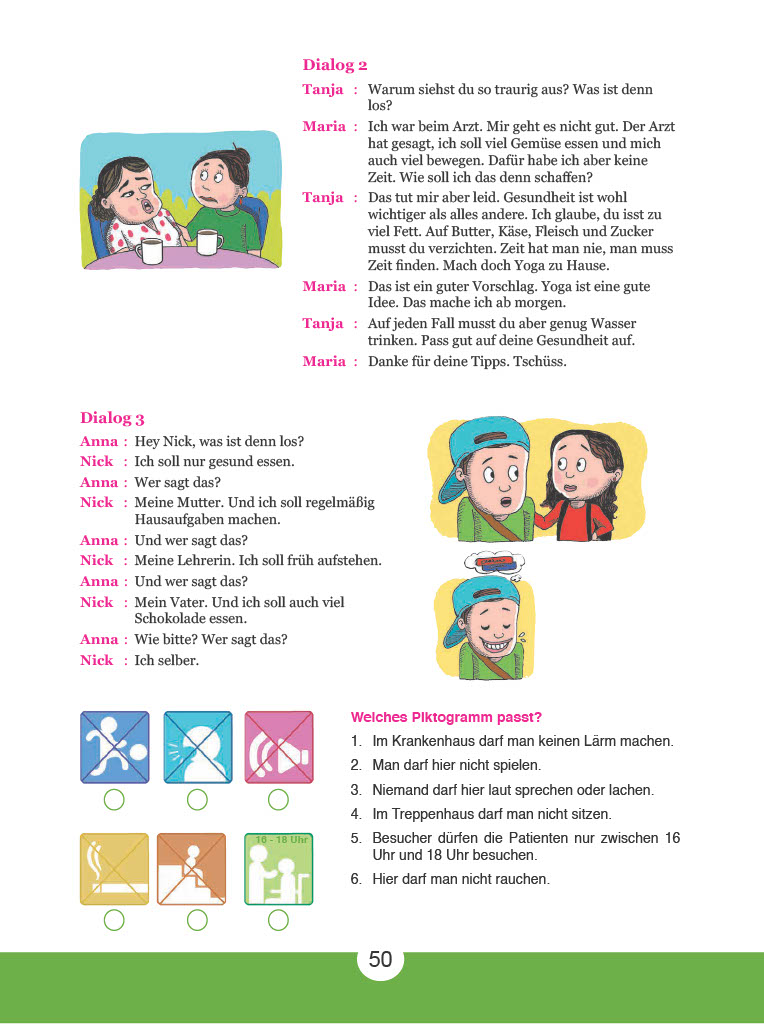 Dialog 2
Tanja : Warum siehst du so traurig aus? Was ist denn
los?
Maria : Ich war beim Arzt. Mir geht es nicht gut. Der Arzt
hat gesagt, ich soll viel Gemüse essen und mich
auch viel bewegen. Dafür habe ich aber keine
Zeit. Wie soll ich das denn schaffen?
Tanja : Das tut mir aber leid. Gesundheit ist wohl
wichtiger als alles andere. Ich glaube, du isst zu
viel Fett. Auf Butter, Käse, Fleisch und Zucker
musst du verzichten. Zeit hat man nie, man muss
Zeit finden. Mach doch Yoga zu Hause.
Maria : Das ist ein guter Vorschlag. Yoga ist eine gute
Idee. Das mache ich ab morgen.
Tanja : Auf jeden Fall musst du aber genug Wasser
trinken. Pass gut auf deine Gesundheit auf.
Maria : Danke für deine Tipps. Tschüss.
Dialog 3
Anna : Hey Nick, was ist denn los?
Nick : Ich soll nur gesund essen.
Anna : Wer sagt das?
Nick : Meine Mutter. Und ich soll regelmäßig
Hausaufgaben machen.
Anna : Und wer sagt das?
Nick : Meine Lehrerin. Ich soll früh aufstehen.
Anna : Und wer sagt das?
Nick : Mein Vater. Und ich soll auch viel
Schokolade essen.
Anna : Wie bitte? Wer sagt das?
Nick : Ich selber.
16 - 18 Uhr
Welches Piktogramm passt?
1. Im Krankenhaus darf man keinen Lärm machen.
2. Man darf hier nicht spielen.
3. Niemand darf hier laut sprechen oder lachen.
4. Im Treppenhaus darf man nicht sitzen.
5. Besucher dürfen die Patienten nur zwischen 16
Uhr und 18 Uhr besuchen.
6. Hier darf man nicht rauchen.
50